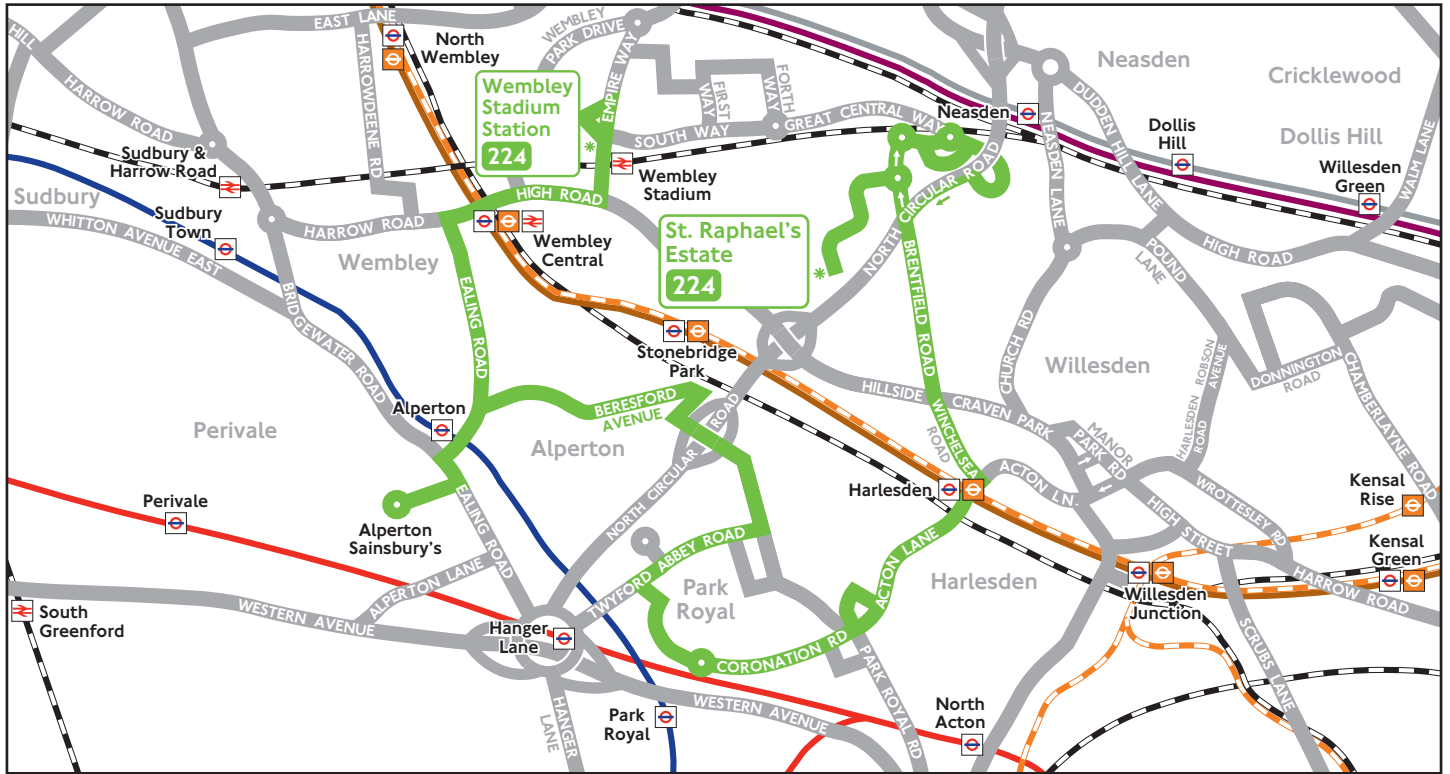 EAST LANE
HILL
HARROW ROAD
HARROWDENE RD
North
Wembley
WEMBLEY
PARK DRIVE
EMPIRE WAY
Wembley
Stadium
Station
224
*
FIRST
WAY
FORTH
WAY
SOUTH WAY
GREAT CENTRAL WAY
Neasden
Neasden
Cricklewood
Dollis Hill
NEASDEN LANE
DUDDEN HILL LANE
Dollis
Hill
Willesden
Green
WALM LANE
Sudbury &
Harrow Road
Sudbury
Sudbury
Town
WHITTON AVENUE EAST
HARROW ROAD
HIGH ROAD
Wembley
Stadium
Wembley
Wembley
Central
St. Raphael's
Estate
224
*
NORTH CIRCULAR ROAD
BRENTFIELD ROAD
POUND
LANE
HIGH ROAD
BRIDGEWATER ROAD
EALING ROAD
Stonebridge
Park
CHURCH RD
Willesden
ROBSON
AVENUE
DONNINGTON
ROAD
CHAMBERLAYNE ROAD
HILLSIDE
CRAVEN PARK
Perivale
Alperton
BERESFORD
AVENUE
Alperton
WINCHELSEA
ROAD
MANOR
PARK RD
HARLESDEN
ROAD
NORTH CIRCULAR ROAD
Harlesden
ACTON LN.
WROTTESLEY RD
Kensal
Rise
Perivale
Alperton
Sainsbury's
EALING ROAD
HIGH STREET
Kensal
Green
TWYFORD ABBEY ROAD
Park
Royal
ACTON LANE
Harlesden
Willesden
Junction
HARROW ROAD
South
Greenford
WESTERN AVENUE
ALPERTON LANE
Hanger
Lane
CORONATION RD
PARK ROYAL RD
SCRUBS LANE
WESTERN AVENUE
HANGER
LANE
Park
Royal
North
Acton